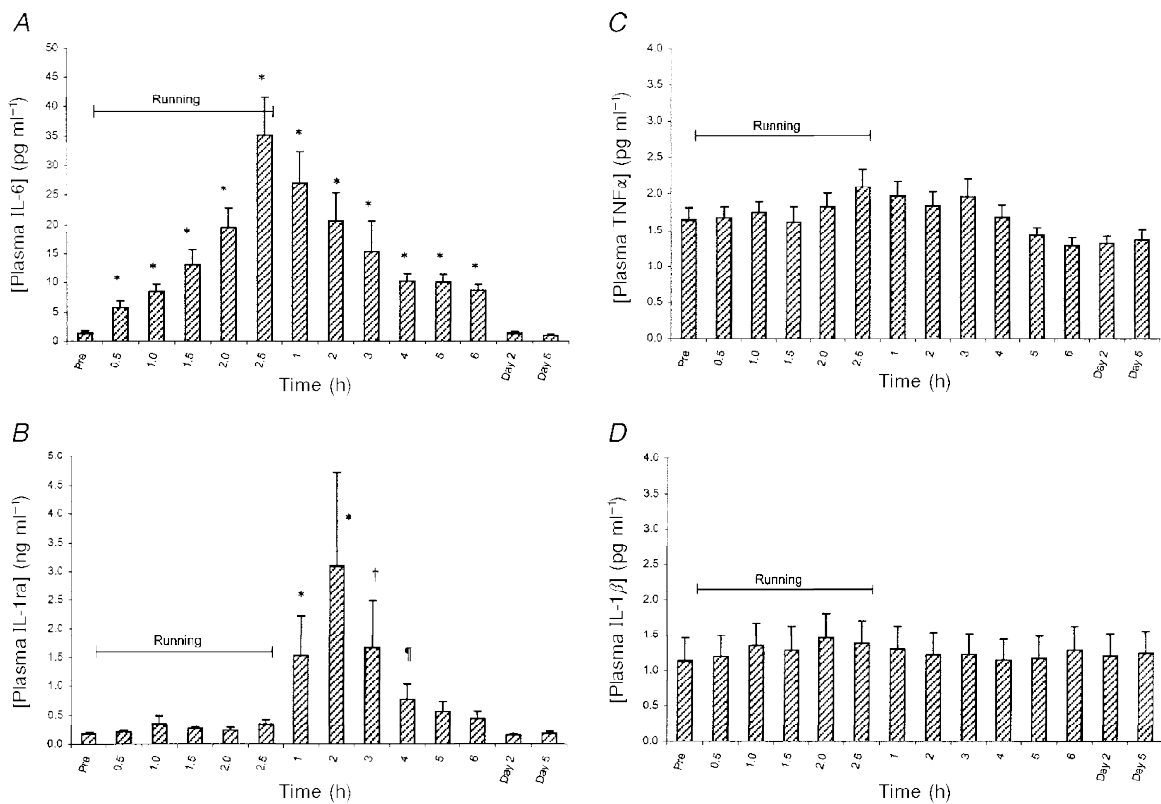 A
[Plasma IL-6] (pg ml⁻¹)
50
45
40
35
30
25
20
15
10
5
0
Running
* * * * * * * * * * *
Pre 0.5 1.0 1.5 2.0 2.5 1 2 3 4 5 6 Day 2 Day 5
Time (h)
B
[Plasma IL-1ra] (ng ml⁻¹)
5.0
4.5
4.0
3.5
3.0
2.5
2.0
1.5
1.0
0.5
0.0
Running
* * † ¶
Pre 0.5 1.0 1.5 2.0 2.5 1 2 3 4 5 6 Day 2 Day 5
Time (h)
C
[Plasma TNFα] (pg ml⁻¹)
4.0
3.5
3.0
2.5
2.0
1.5
1.0
0.5
0.0
Running
Pre 0.5 1.0 1.5 2.0 2.5 1 2 3 4 5 6 Day 2 Day 5
Time (h)
D
[Plasma IL-1β] (pg ml⁻¹)
4.0
3.5
3.0
2.5
2.0
1.5
1.0
0.5
0.0
Running
Pre 0.5 1.0 1.5 2.0 2.5 1 2 3 4 5 6 Day 2 Day 5
Time (h)